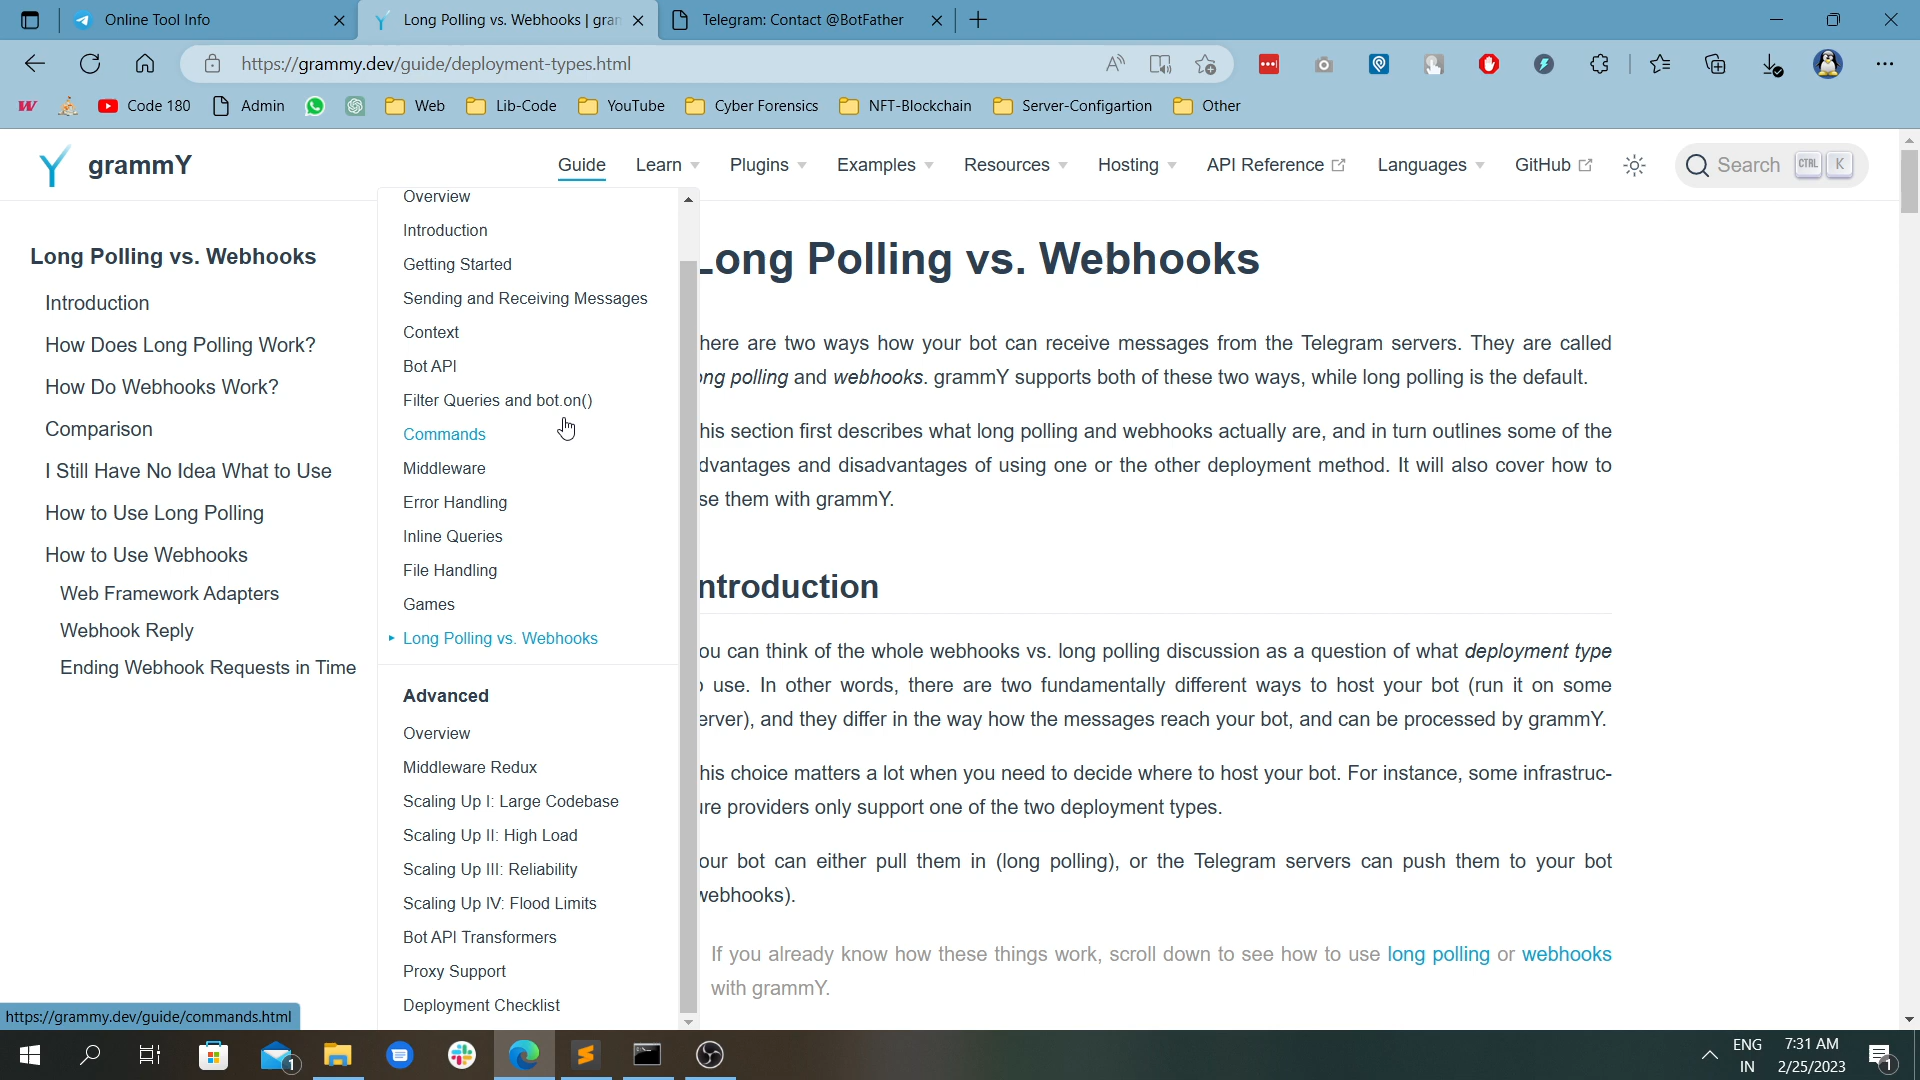 Online Tool Info
Long Polling vs. Webhooks | gra
Telegram: Contact @BotFather
https://grammy.dev/guide/deployment-types.html
Code 180
Admin
Web
Lib-Code
YouTube
Cyber Forensics
NFT-Blockchain
Server-Configartion
Other
grammY
Guide
Learn
Plugins
Examples
Resources
Hosting
API Reference
Languages
GitHub
Search CTRL K
Long Polling vs. Webhooks
Introduction
How Does Long Polling Work?
How Do Webhooks Work?
Comparison
I Still Have No Idea What to Use
How to Use Long Polling
How to Use Webhooks
Web Framework Adapters
Webhook Reply
Ending Webhook Requests in Time
Overview
Introduction
Getting Started
Sending and Receiving Messages
Context
Bot API
Filter Queries and bot.on()
Commands
Middleware
Error Handling
Inline Queries
File Handling
Games
Long Polling vs. Webhooks
Advanced
Overview
Middleware Redux
Scaling Up I: Large Codebase
Scaling Up II: High Load
Scaling Up III: Reliability
Scaling Up IV: Flood Limits
Bot API Transformers
Proxy Support
Deployment Checklist
Long Polling vs. Webhooks
here are two ways how your bot can receive messages from the Telegram servers. They are called
ong polling and webhooks. grammY supports both of these two ways, while long polling is the default.
his section first describes what long polling and webhooks actually are, and in turn outlines some of the
dvantages and disadvantages of using one or the other deployment method. It will also cover how to
se them with grammY.
ntroduction
ou can think of the whole webhooks vs. long polling discussion as a question of what deployment type
o use. In other words, there are two fundamentally different ways to host your bot (run it on some
erver), and they differ in the way how the messages reach your bot, and can be processed by grammY.
his choice matters a lot when you need to decide where to host your bot. For instance, some infrastruc-
ure providers only support one of the two deployment types.
our bot can either pull them in (long polling), or the Telegram servers can push them to your bot
webhooks).
If you already know how these things work, scroll down to see how to use long polling or webhooks
with grammY.
https://grammy.dev/guide/commands.html
1
ENG
IN
7:31 AM
2/25/2023
1